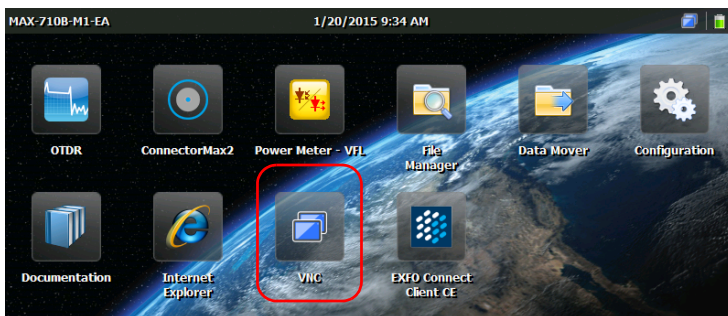 MAX-710B-M1-EA 1/20/2015 9:34 AM
OTDR ConnectorMax2 Power Meter - VFL File Manager Data Mover Configuration
Documentation Internet Explorer VNC EXFO Connect Client CE